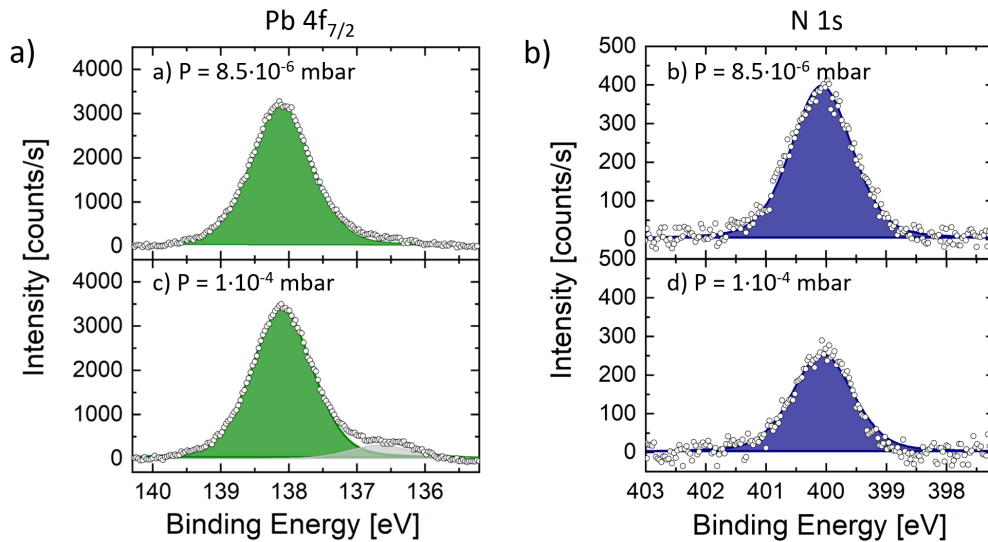 Pb 4f7/2
N 1s
a)
b)
a) P = 8.5·10-6 mbar
b) P = 8.5·10-6 mbar
c) P = 1·10-4 mbar
d) P = 1·10-4 mbar
Intensity [counts/s]
4000
3000
2000
1000
0
4000
3000
2000
1000
0
140 139 138 137 136
Binding Energy [eV]
Intensity [counts/s]
500
400
300
200
100
0
500
400
300
200
100
0
403 402 401 400 399 398
Binding Energy [eV]